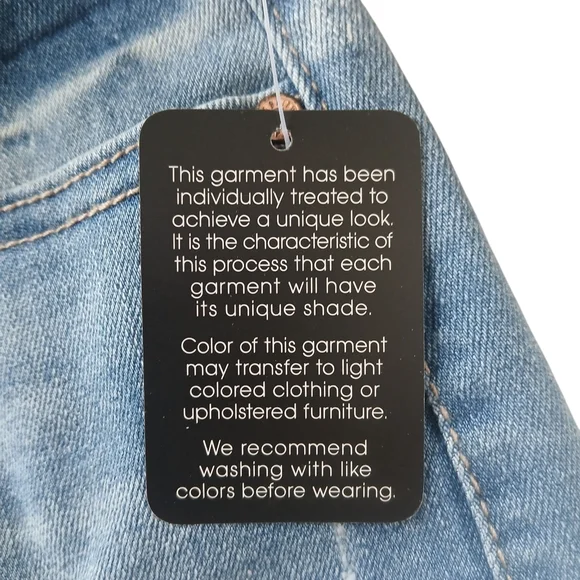 This garment has been
individually treated to
achieve a unique look.
It is the characteristic of
this process that each
garment will have
its unique shade.
Color of this garment
may transfer to light
colored clothing or
upholstered furniture.
We recommend
washing with like
colors before wearing.